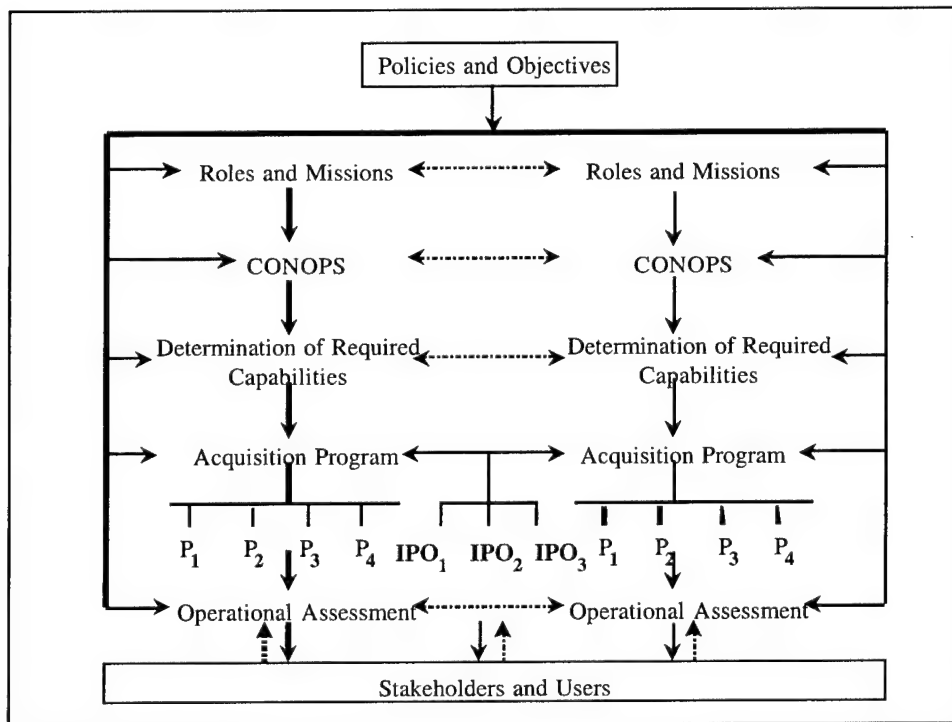 Policies and Objectives
Roles and Missions
Roles and Missions
CONOPS
CONOPS
Determination of Required
Capabilities
Determination of Required
Capabilities
Acquisition Program
Acquisition Program
P1 P2 P3 P4 IPO1 IPO2 IPO3 P1 P2 P3 P4
Operational Assessment
Operational Assessment
Stakeholders and Users